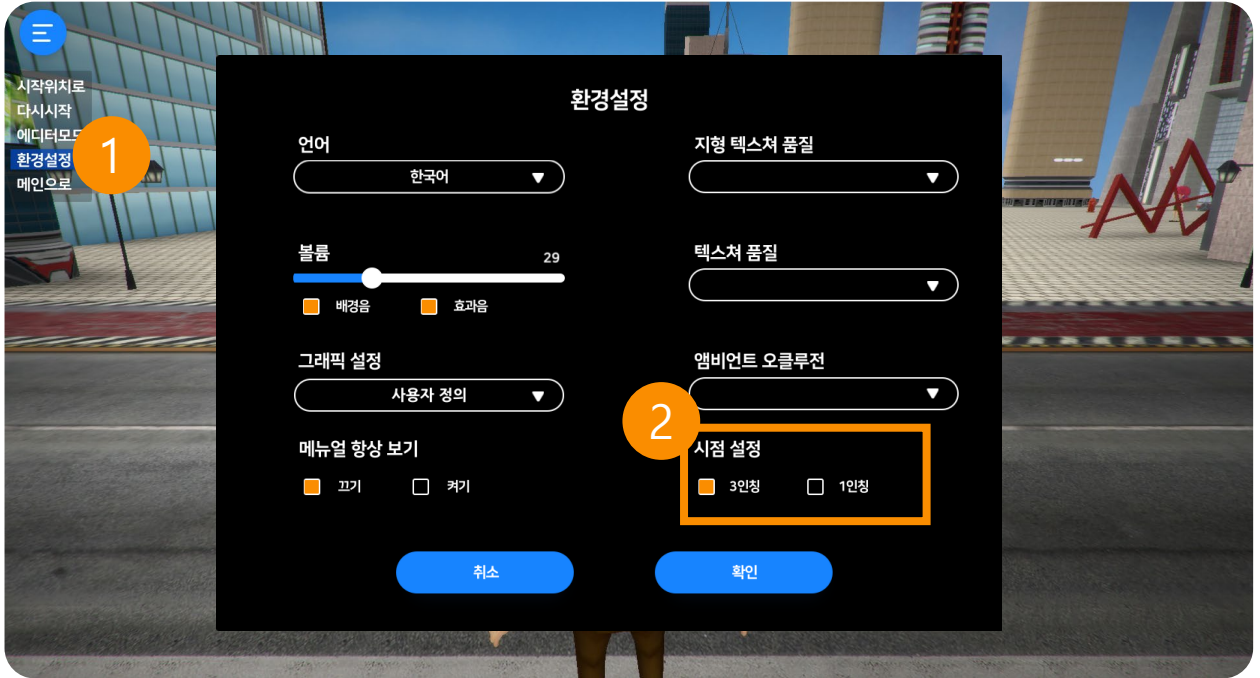 시작위치로
다시시작
에디터모드
환경설정
메인으로
1
환경설정
언어
한국어
지형 텍스쳐 품질
볼륨
29
배경음
효과음
텍스쳐 품질
그래픽 설정
사용자 정의
앰비언트 오클루전
메뉴얼 항상 보기
끄기
켜기
2
시점 설정
3인칭
1인칭
취소
확인